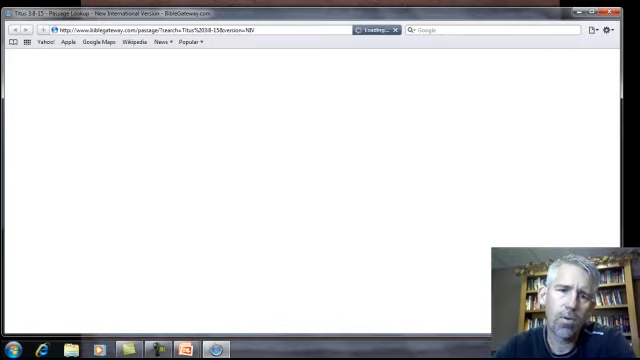 Titus 3:8-15 - Passage Lookup - New International Version - BibleGateway.com
http://www.biblegateway.com/passage/?search=Titus%203:8-15&version=NIV
Loading...
Google
Yahoo! Apple Google Maps Wikipedia News Popular